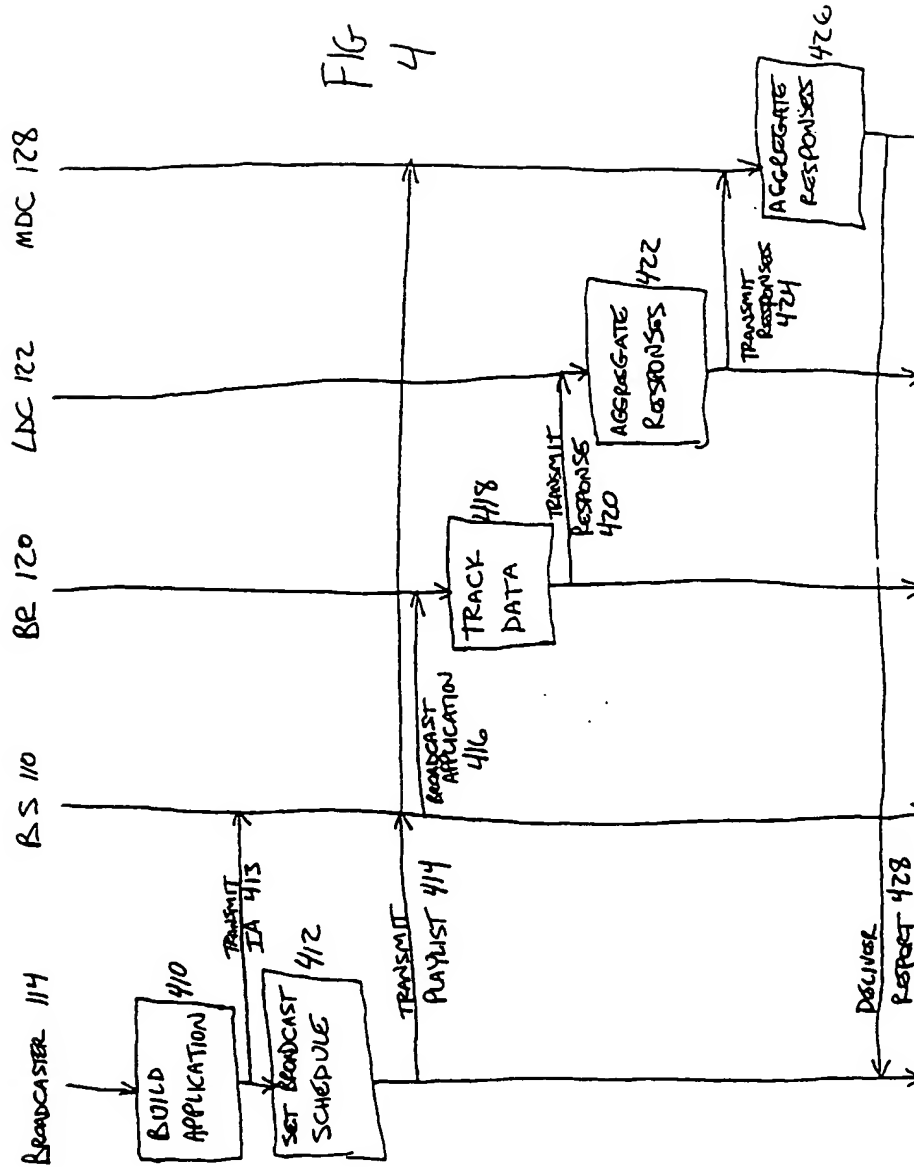 BROADCASTER 114
BS 110
BR 120
LDC 122
MDC 128
FIG
4
BUILD
APPLICATION
410
TRANSMIT
IA 413
SET BROADCAST
SCHEDULE
412
TRANSMIT
PLAYLIST 414
BROADCAST
APPLICATION
416
TRACK
DATA
418
TRANSMIT
RESPONSE
420
AGGREGATE
RESPONSES
422
TRANSMIT
RESPONSES
424
AGGREGATE
RESPONSES
426
DELIVER
REPORT 428